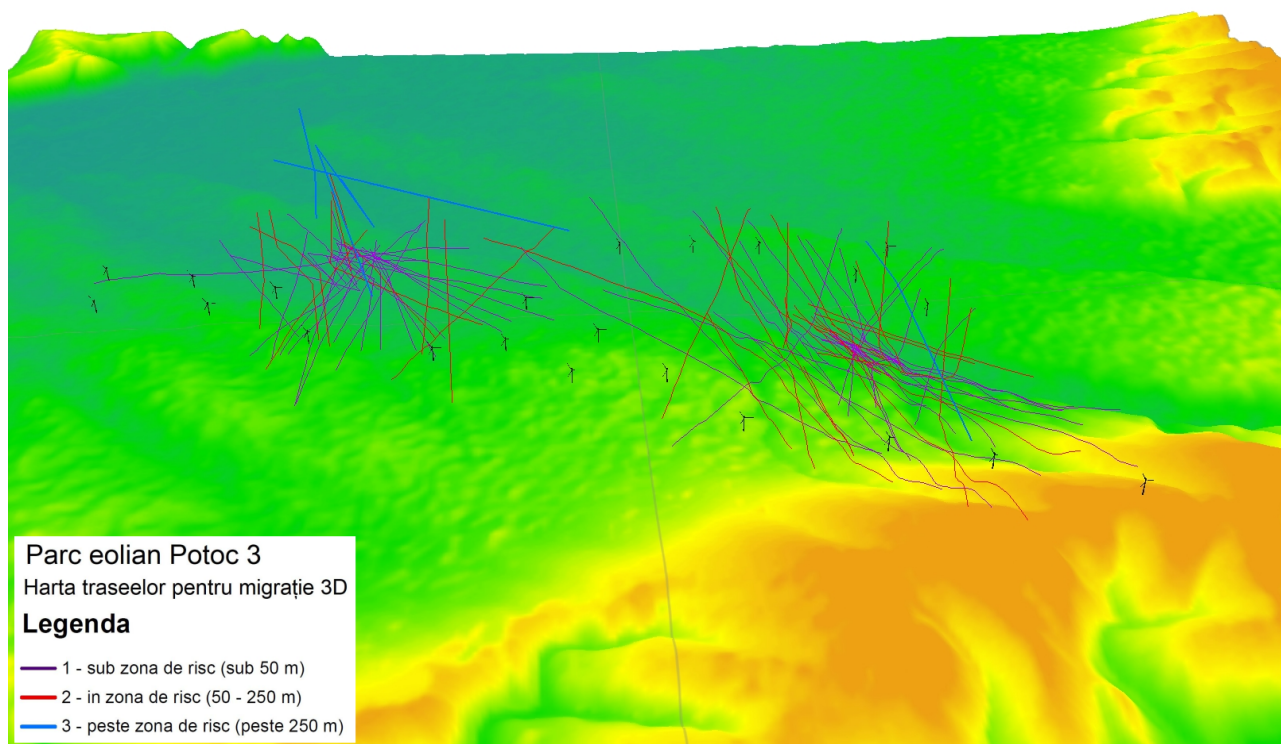 Parc eolian Potoc 3
Harta traseelor pentru migrație 3D
Legenda
1 - sub zona de risc (sub 50 m)
2 - in zona de risc (50 - 250 m)
3 - peste zona de risc (peste 250 m)